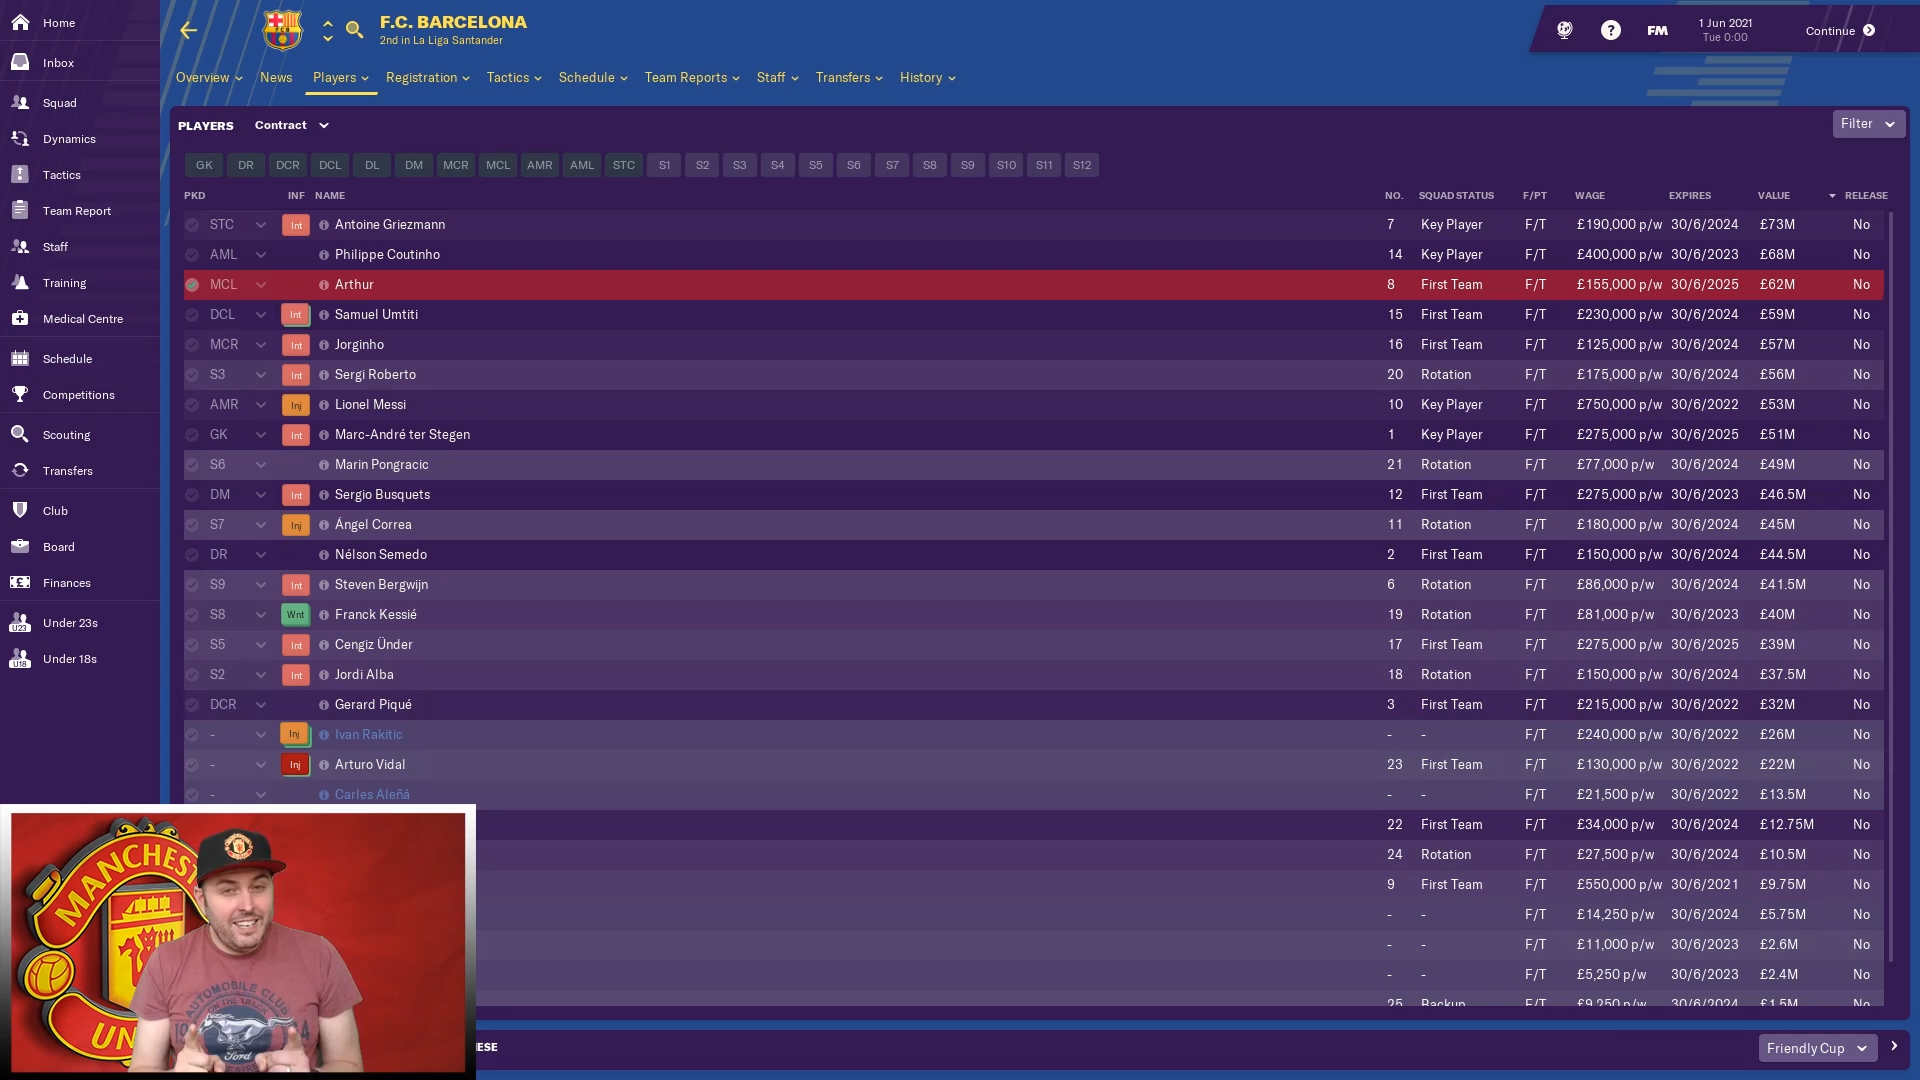 Home
Inbox
Squad
Dynamics
Tactics
Team Report
Staff
Training
Medical Centre
Schedule
Competitions
Scouting
Transfers
Club
Board
Finances
U23 Under 23s
U18 Under 18s
F.C. BARCELONA
2nd in La Liga Santander
FM
1 Jun 2021
Tue 0:00
Continue
Overview News Players Registration Tactics Schedule Team Reports Staff Transfers History
PLAYERS Contract Filter
GK DR DCR DCL DL DM MCR MCL AMR AML STC S1 S2 S3 S4 S5 S6 S7 S8 S9 S10 S11 S12
PKD INF NAME NO. SQUAD STATUS F/PT WAGE EXPIRES VALUE RELEASE
STC Int Antoine Griezmann 7 Key Player F/T £190,000 p/w 30/6/2024 £73M No
AML Philippe Coutinho 14 Key Player F/T £400,000 p/w 30/6/2023 £68M No
MCL Arthur 8 First Team F/T £155,000 p/w 30/6/2025 £62M No
DCL Int Samuel Umtiti 15 First Team F/T £230,000 p/w 30/6/2024 £59M No
MCR Int Jorginho 16 First Team F/T £125,000 p/w 30/6/2024 £57M No
S3 Int Sergi Roberto 20 Rotation F/T £175,000 p/w 30/6/2024 £56M No
AMR Inj Lionel Messi 10 Key Player F/T £750,000 p/w 30/6/2022 £53M No
GK Int Marc-André ter Stegen 1 Key Player F/T £275,000 p/w 30/6/2025 £51M No
S6 Marin Pongracic 21 Rotation F/T £77,000 p/w 30/6/2024 £49M No
DM Int Sergio Busquets 12 First Team F/T £275,000 p/w 30/6/2023 £46.5M No
S7 Inj Ángel Correa 11 Rotation F/T £180,000 p/w 30/6/2024 £45M No
DR Nélson Semedo 2 First Team F/T £150,000 p/w 30/6/2024 £44.5M No
S9 Int Steven Bergwijn 6 Rotation F/T £86,000 p/w 30/6/2024 £41.5M No
S8 Wnt Franck Kessié 19 Rotation F/T £81,000 p/w 30/6/2023 £40M No
S5 Int Cengiz Ünder 17 First Team F/T £275,000 p/w 30/6/2025 £39M No
S2 Int Jordi Alba 18 Rotation F/T £150,000 p/w 30/6/2024 £37.5M No
DCR Gerard Piqué 3 First Team F/T £215,000 p/w 30/6/2022 £32M No
- Inj Ivan Rakitic - - F/T £240,000 p/w 30/6/2022 £26M No
- Inj Arturo Vidal 23 First Team F/T £130,000 p/w 30/6/2022 £22M No
- Carles Aleñá - - F/T £21,500 p/w 30/6/2022 £13.5M No
22 First Team F/T £34,000 p/w 30/6/2024 £12.75M No
24 Rotation F/T £27,500 p/w 30/6/2024 £10.5M No
9 First Team F/T £550,000 p/w 30/6/2021 £9.75M No
- - F/T £14,250 p/w 30/6/2024 £5.75M No
- - F/T £11,000 p/w 30/6/2023 £2.6M No
- - F/T £5,250 p/w 30/6/2023 £2.4M No
25 Backup F/T £9,250 p/w 30/6/2024 £1.5M No
MANCHEST
UN
AUTOMOBILE CLUB
Ford
Friendly Cup